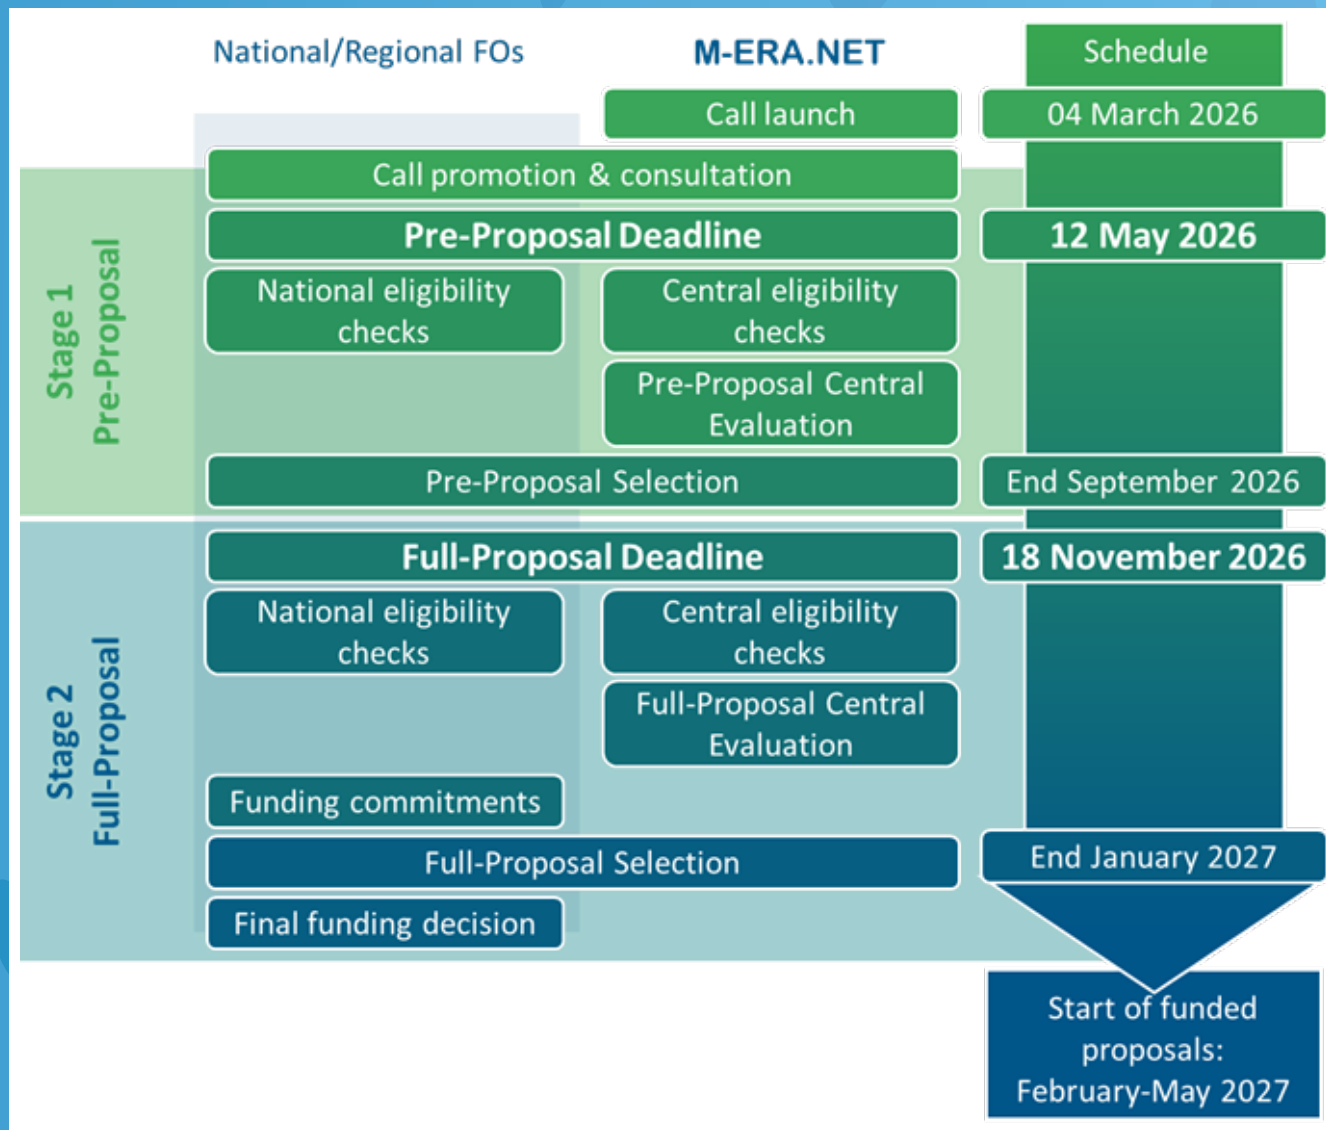 National/Regional FOs
M-ERA.NET
Schedule
Call launch
04 March 2026
Call promotion & consultation
Stage 1
Pre-Proposal
Pre-Proposal Deadline
12 May 2026
National eligibility
checks
Central eligibility
checks
Pre-Proposal Central
Evaluation
Pre-Proposal Selection
End September 2026
Stage 2
Full-Proposal
Full-Proposal Deadline
18 November 2026
National eligibility
checks
Central eligibility
checks
Full-Proposal Central
Evaluation
Funding commitments
Full-Proposal Selection
End January 2027
Final funding decision
Start of funded
proposals:
February-May 2027